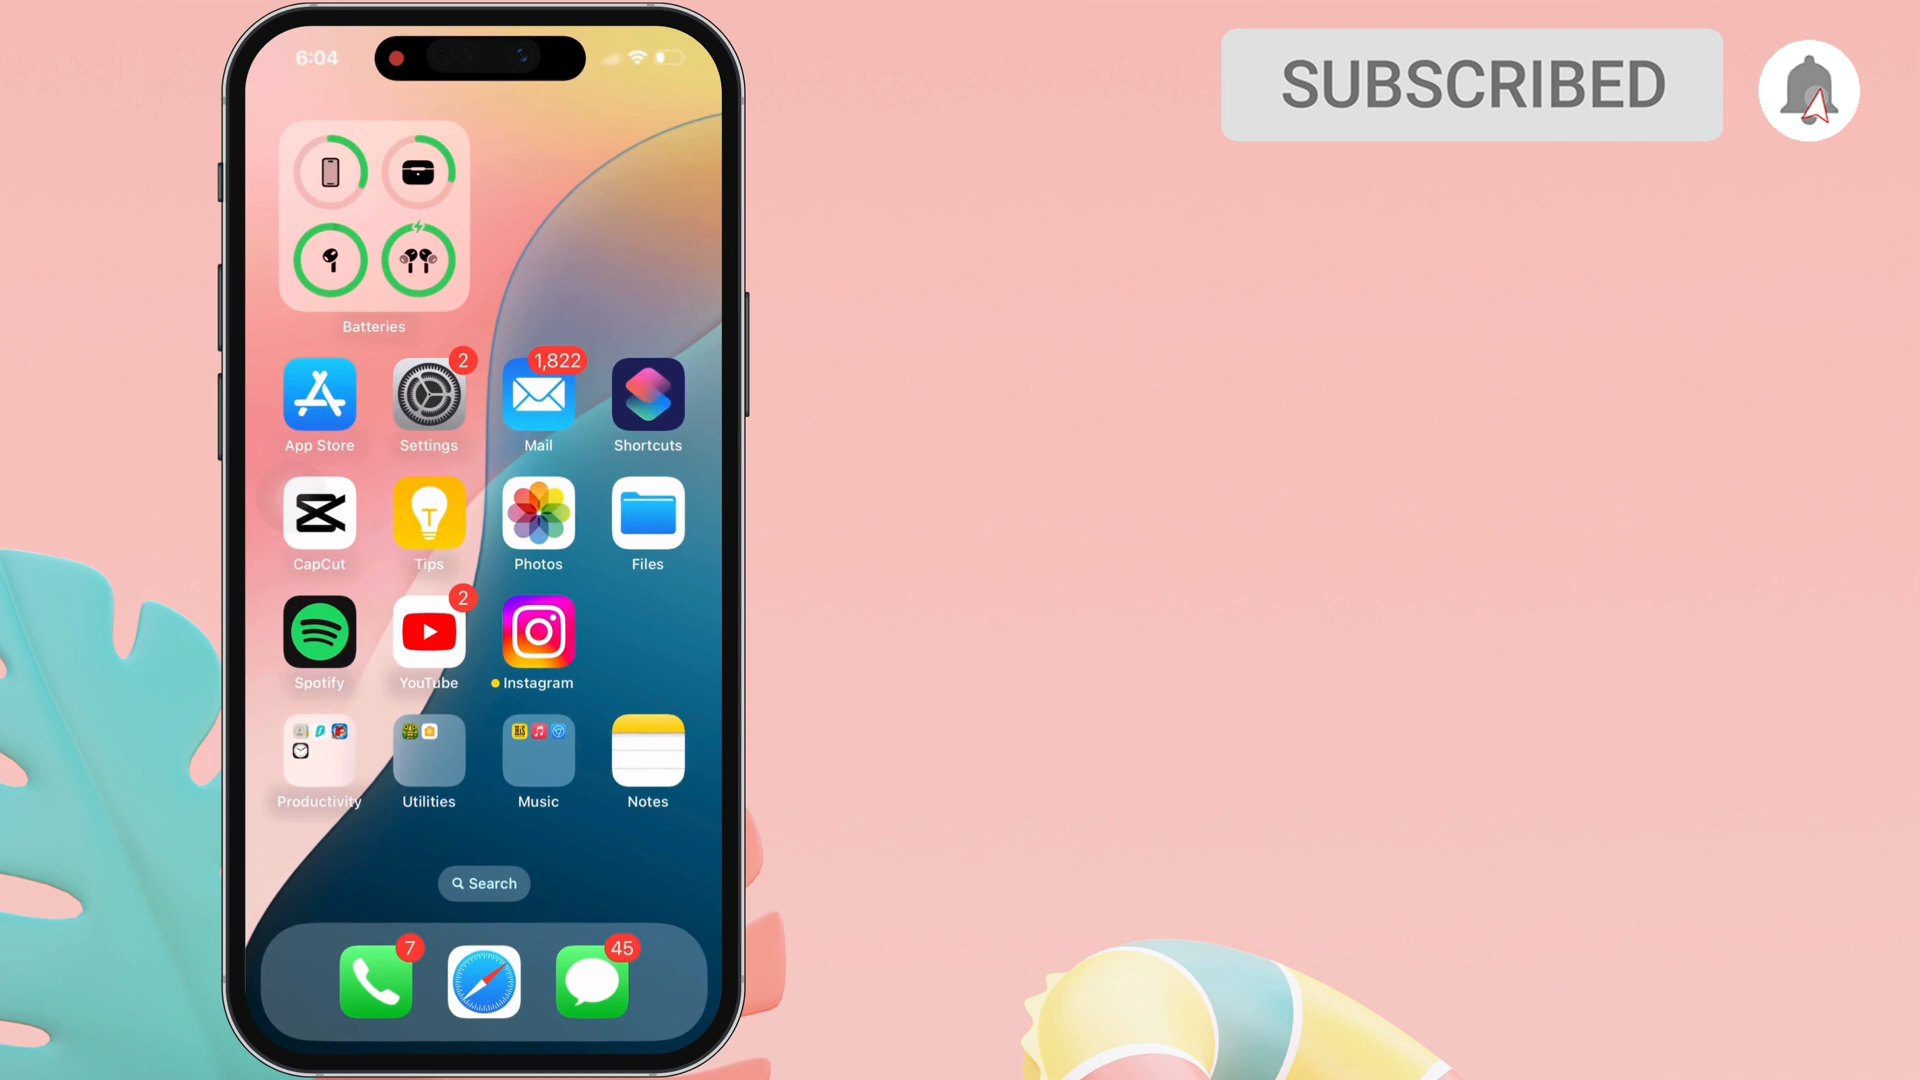 6:04
SUBSCRIBED
Batteries
2
1,822
App Store
Settings
Mail
Shortcuts
T
CapCut
Tips
Photos
Files
2
Spotify
YouTube
Instagram
HiS
Productivity
Utilities
Music
Notes
Search
7
45